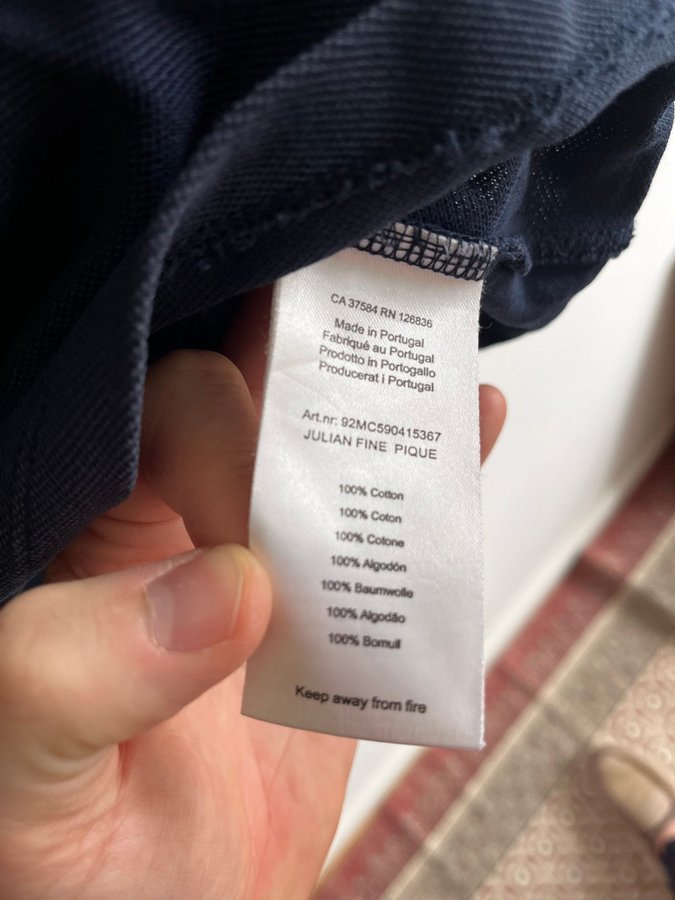 CA 37584 RN 126836
Made in Portugal
Fabriqué au Portugal
Prodotto in Portogallo
Producerat i Portugal
Art.nr: 92MC590415367
JULIAN FINE PIQUE
100% Cotton
100% Coton
100% Cotone
100% Algodón
100% Baumwolle
100% Algodão
100% Bomull
Keep away from fire